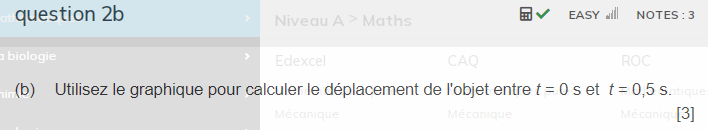 question 2b
EASY
NOTES : 3
Niveau A > Maths
a biologie
Edexcel
CAQ
ROC
(b) Utilisez le graphique pour calculer le déplacement de l'objet entre t = 0 s et t = 0,5 s.
[3]
Mécanique
Mécanique
Mécanique